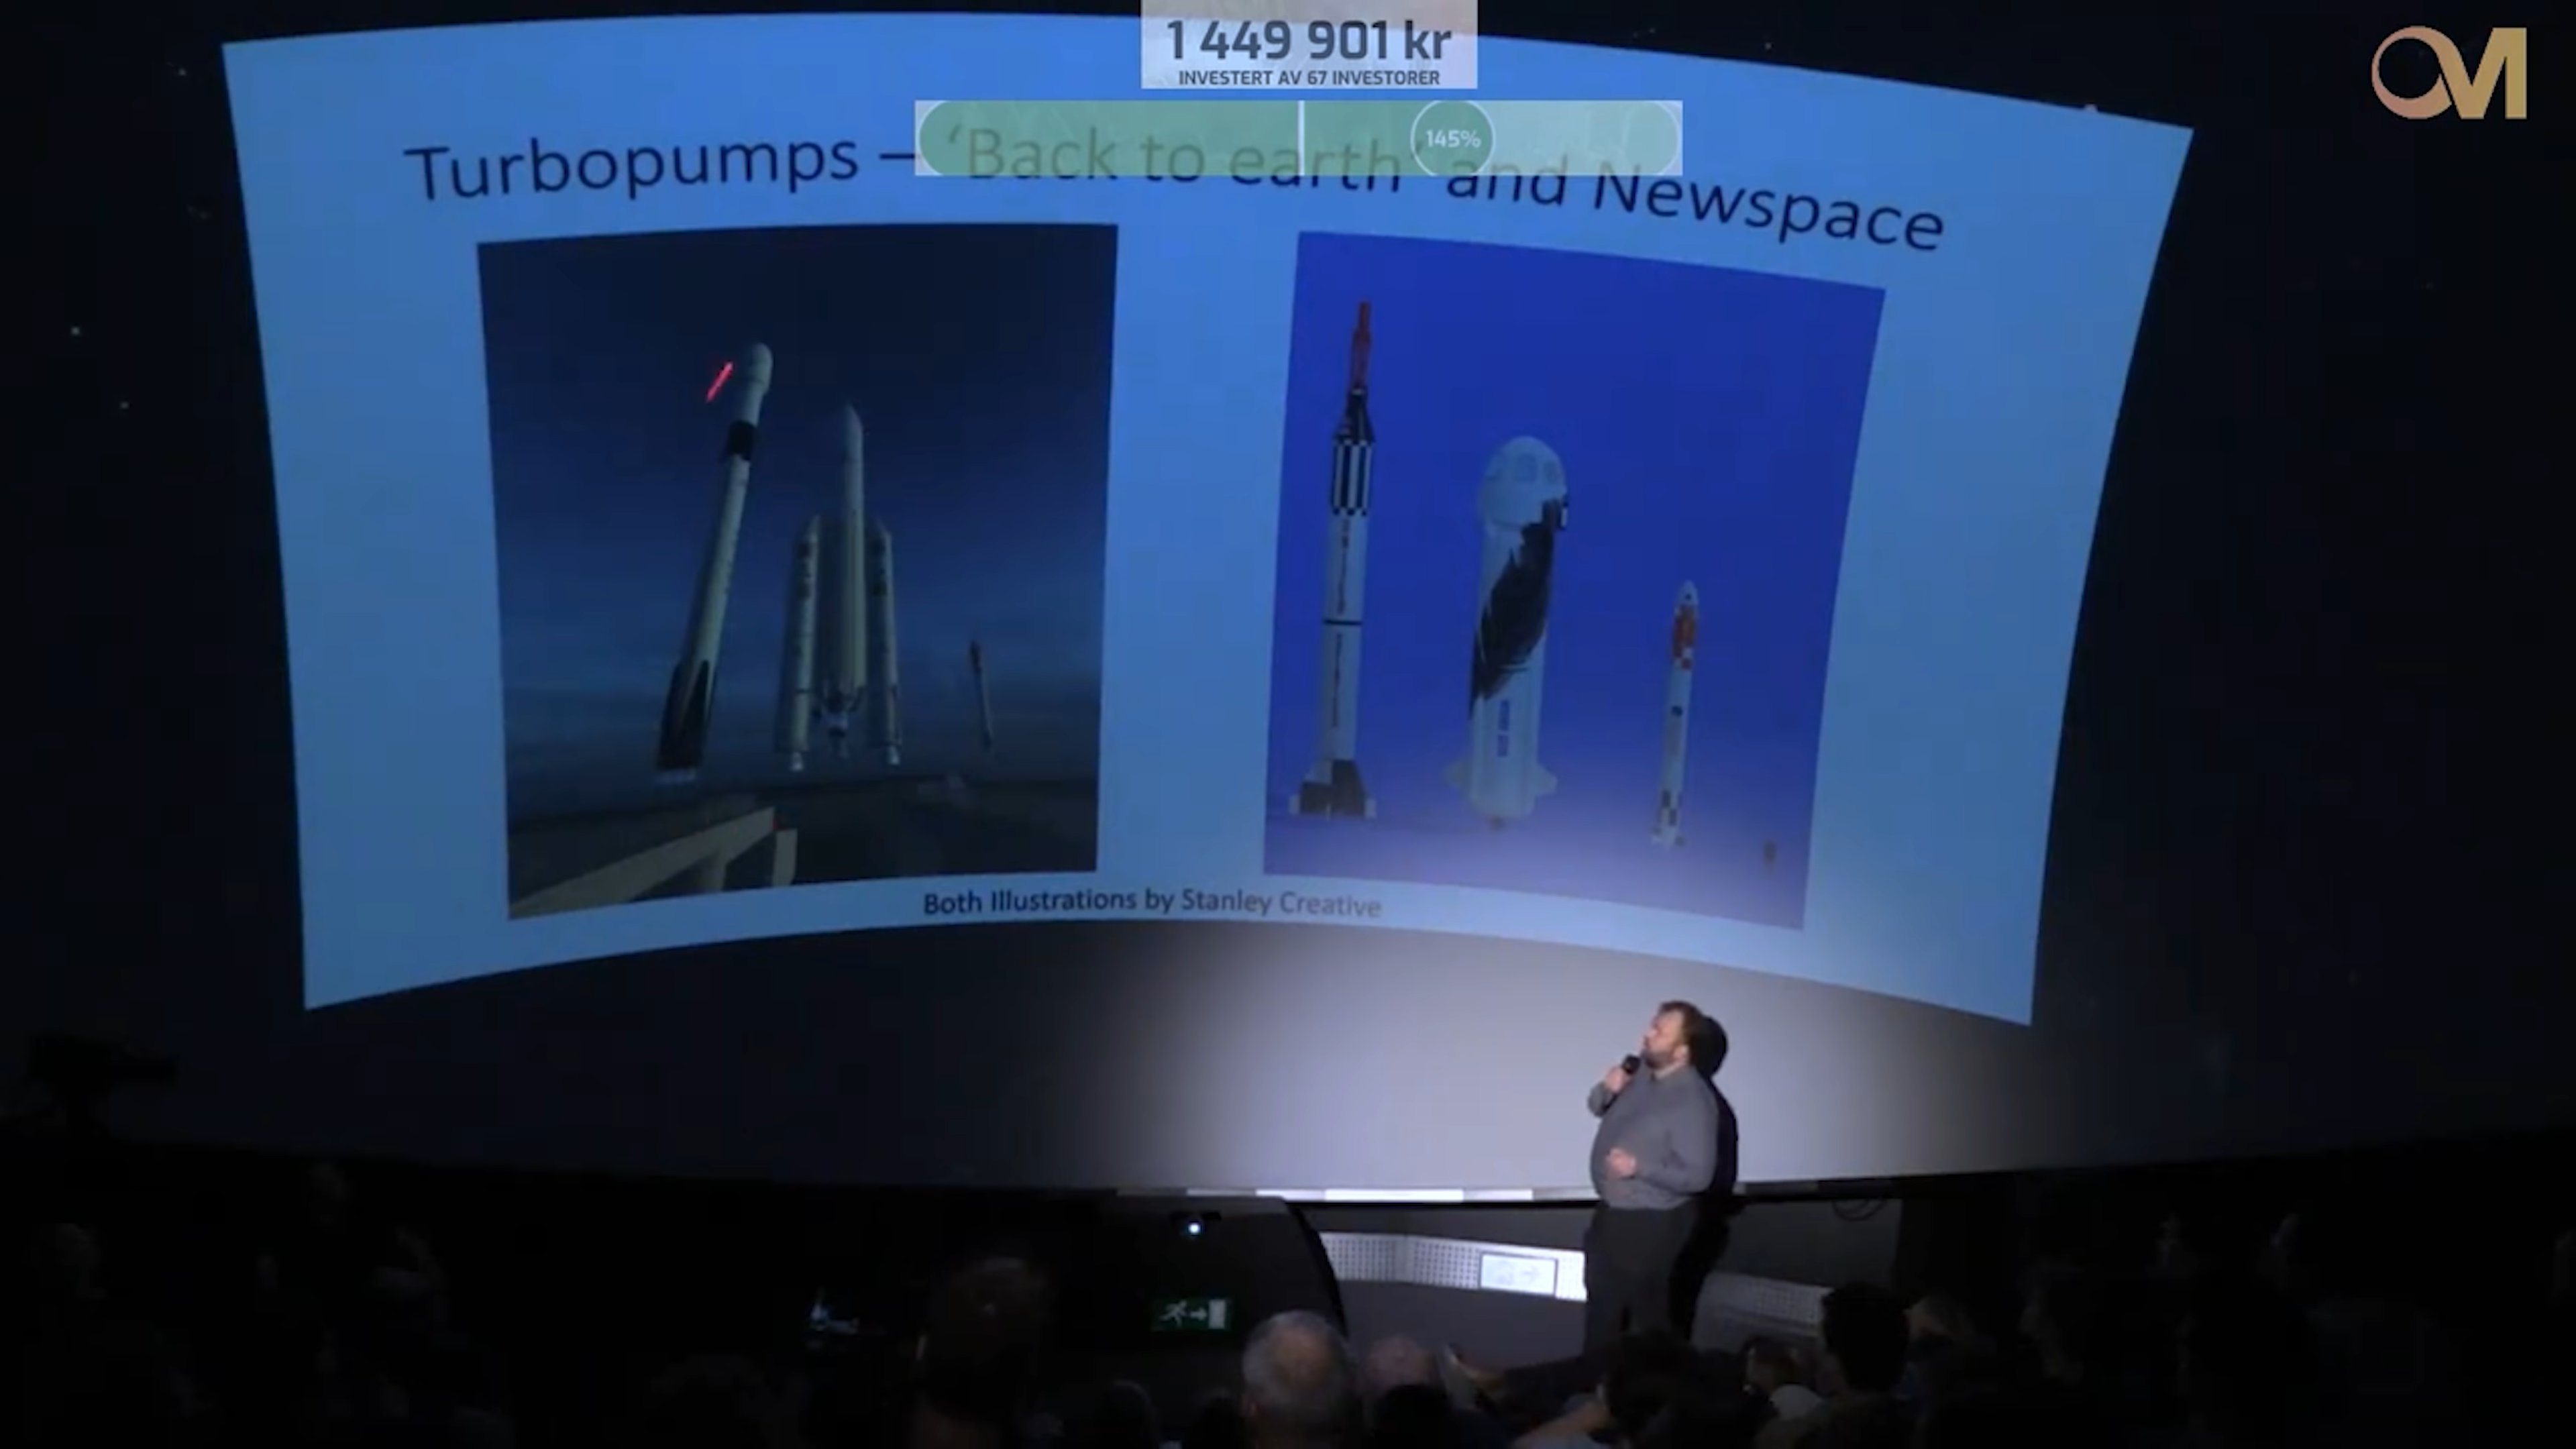 1 449 901 kr
INVESTERT AV 67 INVESTORER
OM
145%
Turbopumps – ‘Back to earth’ and Newspace
Both Illustrations by Stanley Creative